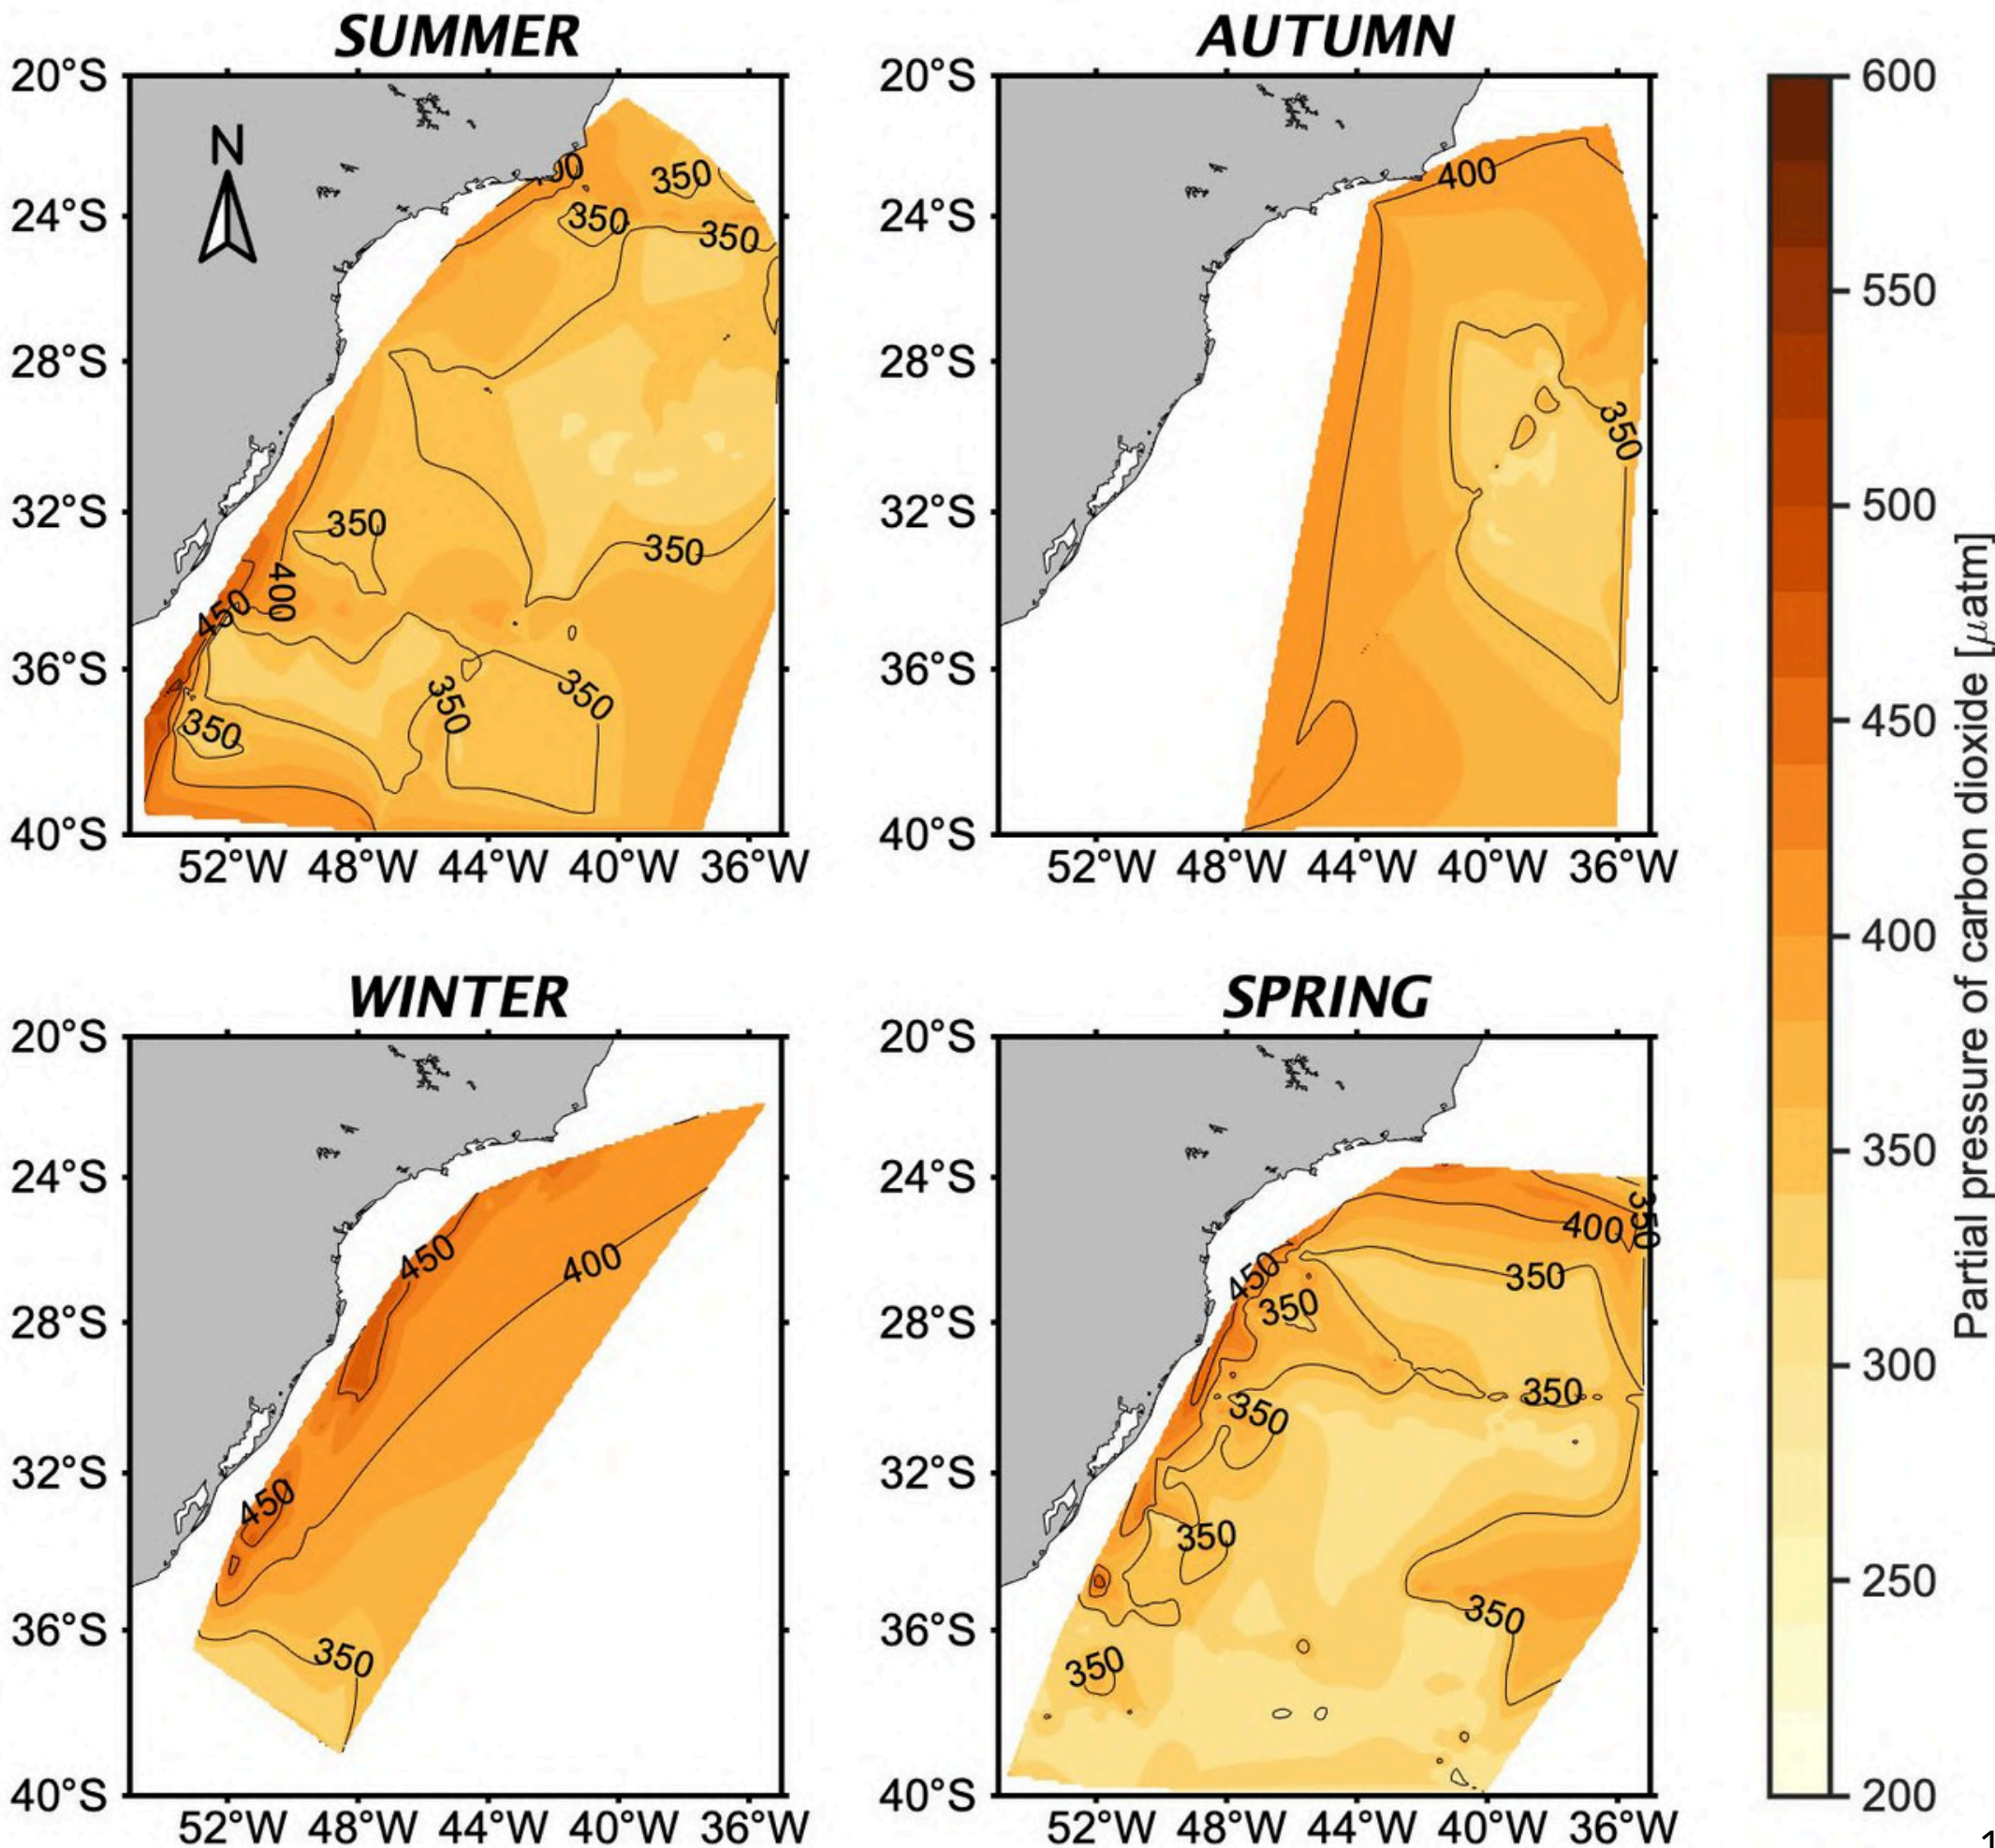 SUMMER
AUTUMN
20°S
24°S
28°S
32°S
36°S
40°S
52°W 48°W 44°W 40°W 36°W
N
350
350
350
350
400
450
350
350
350
350
20°S
24°S
28°S
32°S
36°S
40°S
52°W 48°W 44°W 40°W 36°W
400
350
WINTER
SPRING
20°S
24°S
28°S
32°S
36°S
40°S
52°W 48°W 44°W 40°W 36°W
450
400
450
350
20°S
24°S
28°S
32°S
36°S
40°S
52°W 48°W 44°W 40°W 36°W
350
400
350
450
350
350
350
350
350
350
600
550
500
450
400
350
300
250
200
Partial pressure of carbon dioxide [μatm]